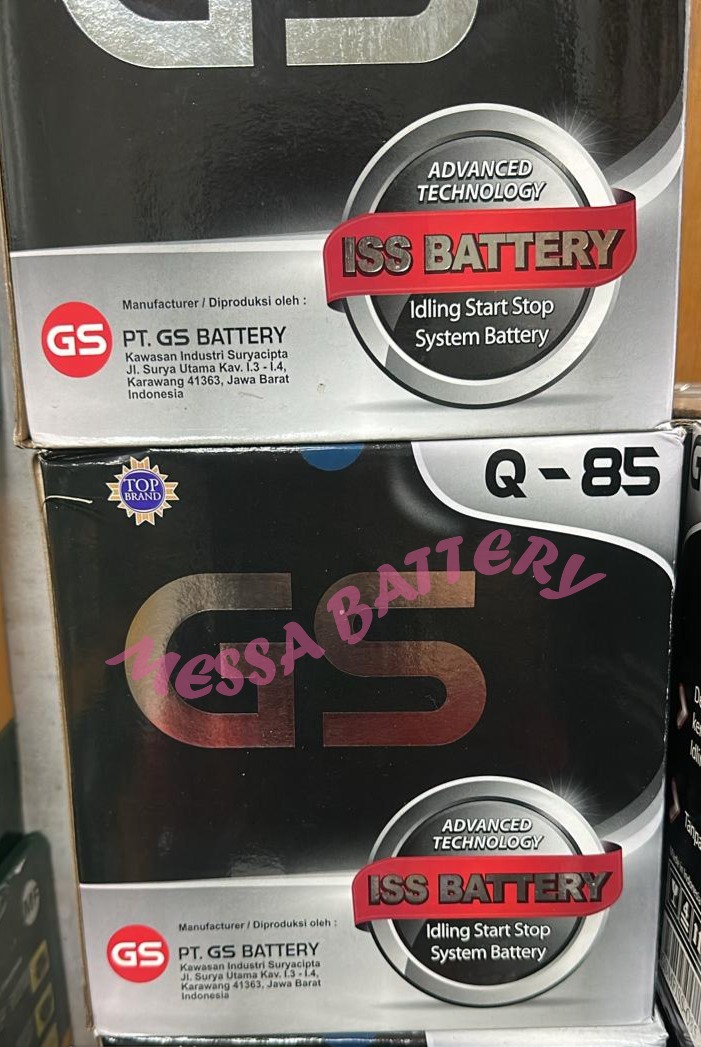 GS
ADVANCED
TECHNOLOGY
ISS BATTERY
Idling Start Stop
System Battery
Manufacturer / Diproduksi oleh :
GS
PT. GS BATTERY
Kawasan Industri Suryacipta
Jl. Surya Utama Kav. I.3 - I.4,
Karawang 41363, Jawa Barat
Indonesia
TOP
BRAND
Q-85
GS
MESSA BATTERY
ADVANCED
TECHNOLOGY
ISS BATTERY
Idling Start Stop
System Battery
Manufacturer / Diproduksi oleh :
GS
PT. GS BATTERY
Kawasan Industri Suryacipta
Jl. Surya Utama Kav. I.3 - I.4,
Karawang 41363, Jawa Barat
Indonesia